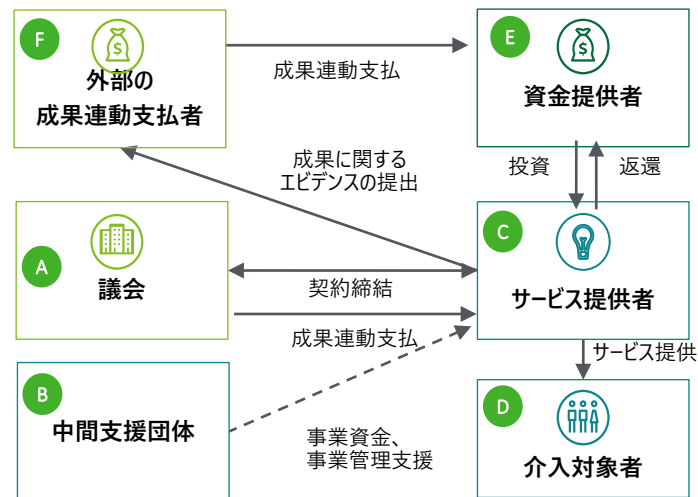 F
$
外部の
成果連動支払者
成果連動支払
E
$
資金提供者
成果に関する
エビデンスの提出
投資
返還
A
議会
契約締結
成果連動支払
C
サービス提供者
サービス提供
B
中間支援団体
事業資金、
事業管理支援
D
介入対象者